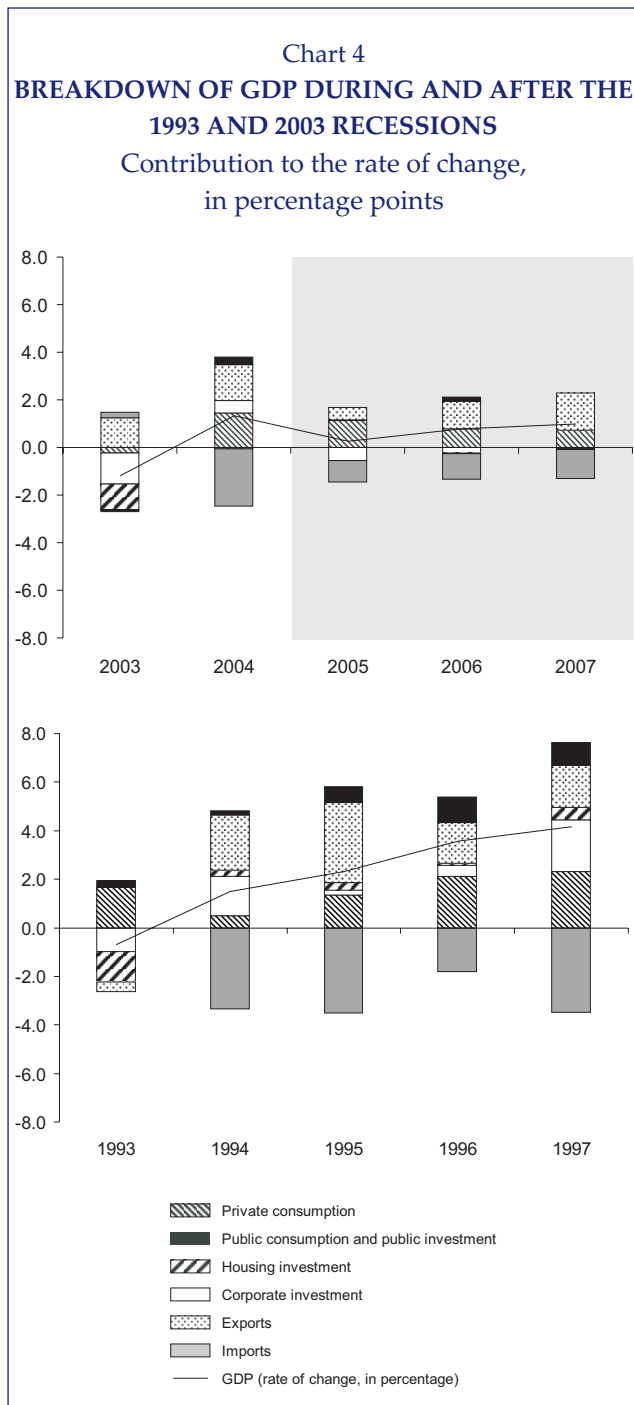 Chart 4
BREAKDOWN OF GDP DURING AND AFTER THE
1993 AND 2003 RECESSIONS
Contribution to the rate of change,
in percentage points
8.0
6.0
4.0
2.0
0.0
-2.0
-4.0
-6.0
-8.0
2003 2004 2005 2006 2007
8.0
6.0
4.0
2.0
0.0
-2.0
-4.0
-6.0
-8.0
1993 1994 1995 1996 1997
Private consumption
Public consumption and public investment
Housing investment
Corporate investment
Exports
Imports
GDP (rate of change, in percentage)